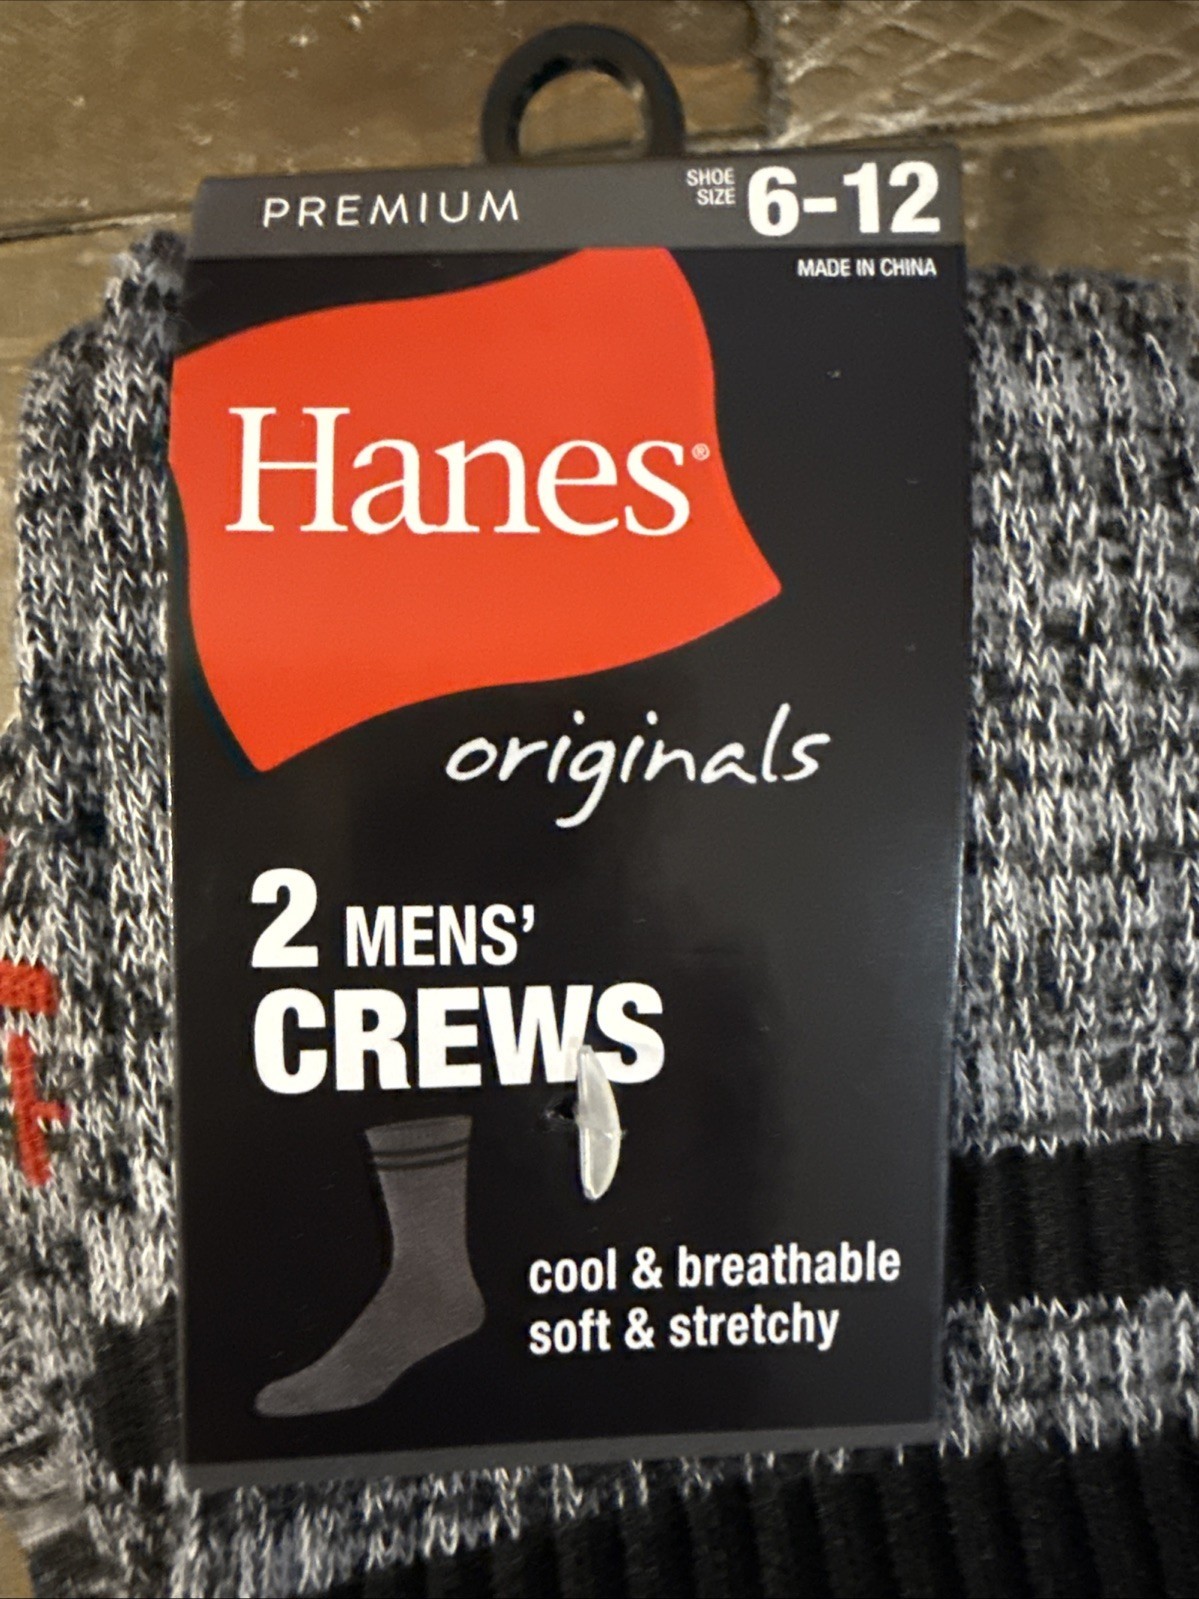 PREMIUM
SHOE
SIZE
6-12
MADE IN CHINA
Hanes®
originals
2 MENS'
CREWS
cool & breathable
soft & stretchy